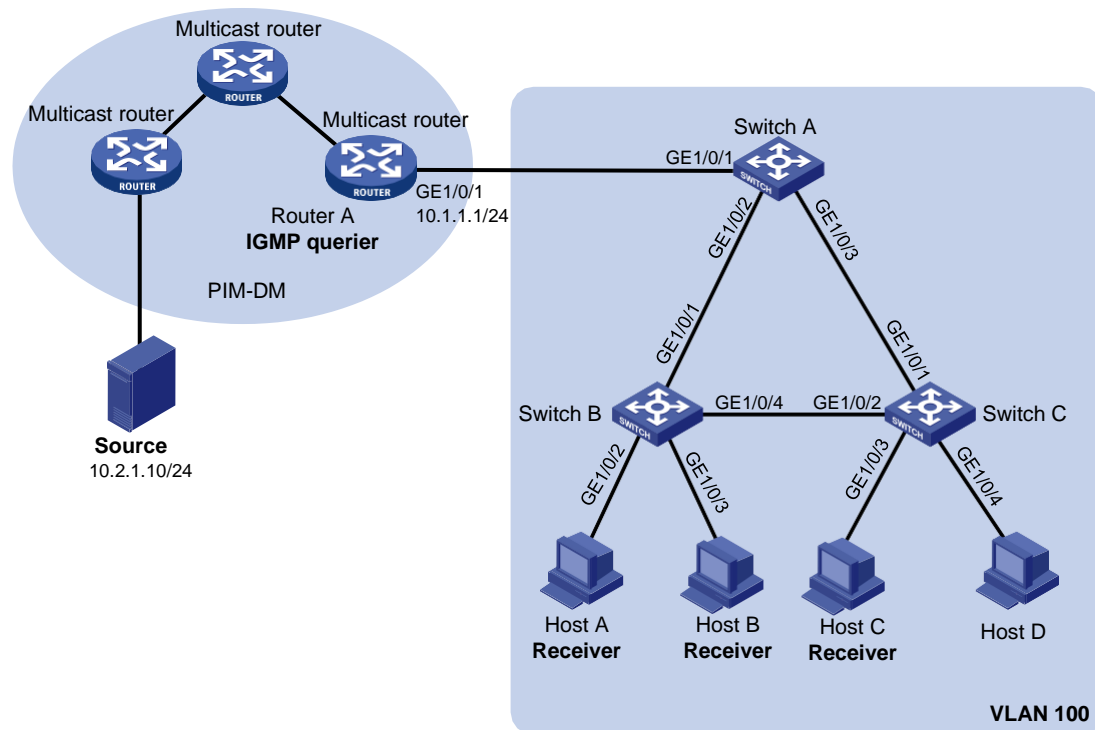 Multicast router
ROUTER
Multicast router
ROUTER
Multicast router
ROUTER
GE1/0/1
10.1.1.1/24
Router A
IGMP querier
PIM-DM
Source
10.2.1.10/24
Switch A
SWITCH
GE1/0/1
GE1/0/2
GE1/0/3
GE1/0/1
GE1/0/1
Switch B
SWITCH
GE1/0/4
GE1/0/2
SWITCH
Switch C
GE1/0/2
GE1/0/3
GE1/0/3
GE1/0/4
Host A
Receiver
Host B
Receiver
Host C
Receiver
Host D
VLAN 100